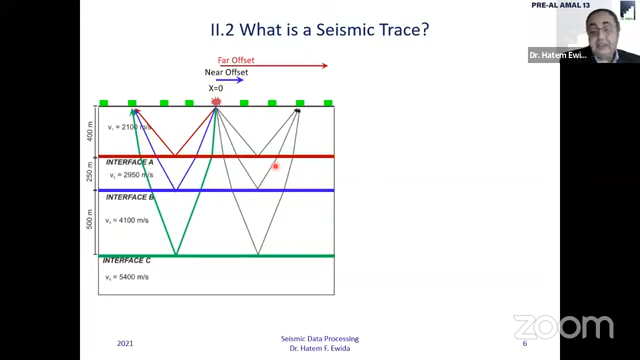 PRE-AL AMAL 13
II.2 What is a Seismic Trace?
Dr. Hatem Ewi...
Far Offset
Near Offset
X=0
400 m
v₁ = 2100 m/s
INTERFACE A
250 m
v₂ = 2950 m/s
INTERFACE B
500 m
v₃ = 4100 m/s
INTERFACE C
v₄ = 5400 m/s
2021
Seismic Data Processing
Dr. Hatem F. Ewida
6
zoom